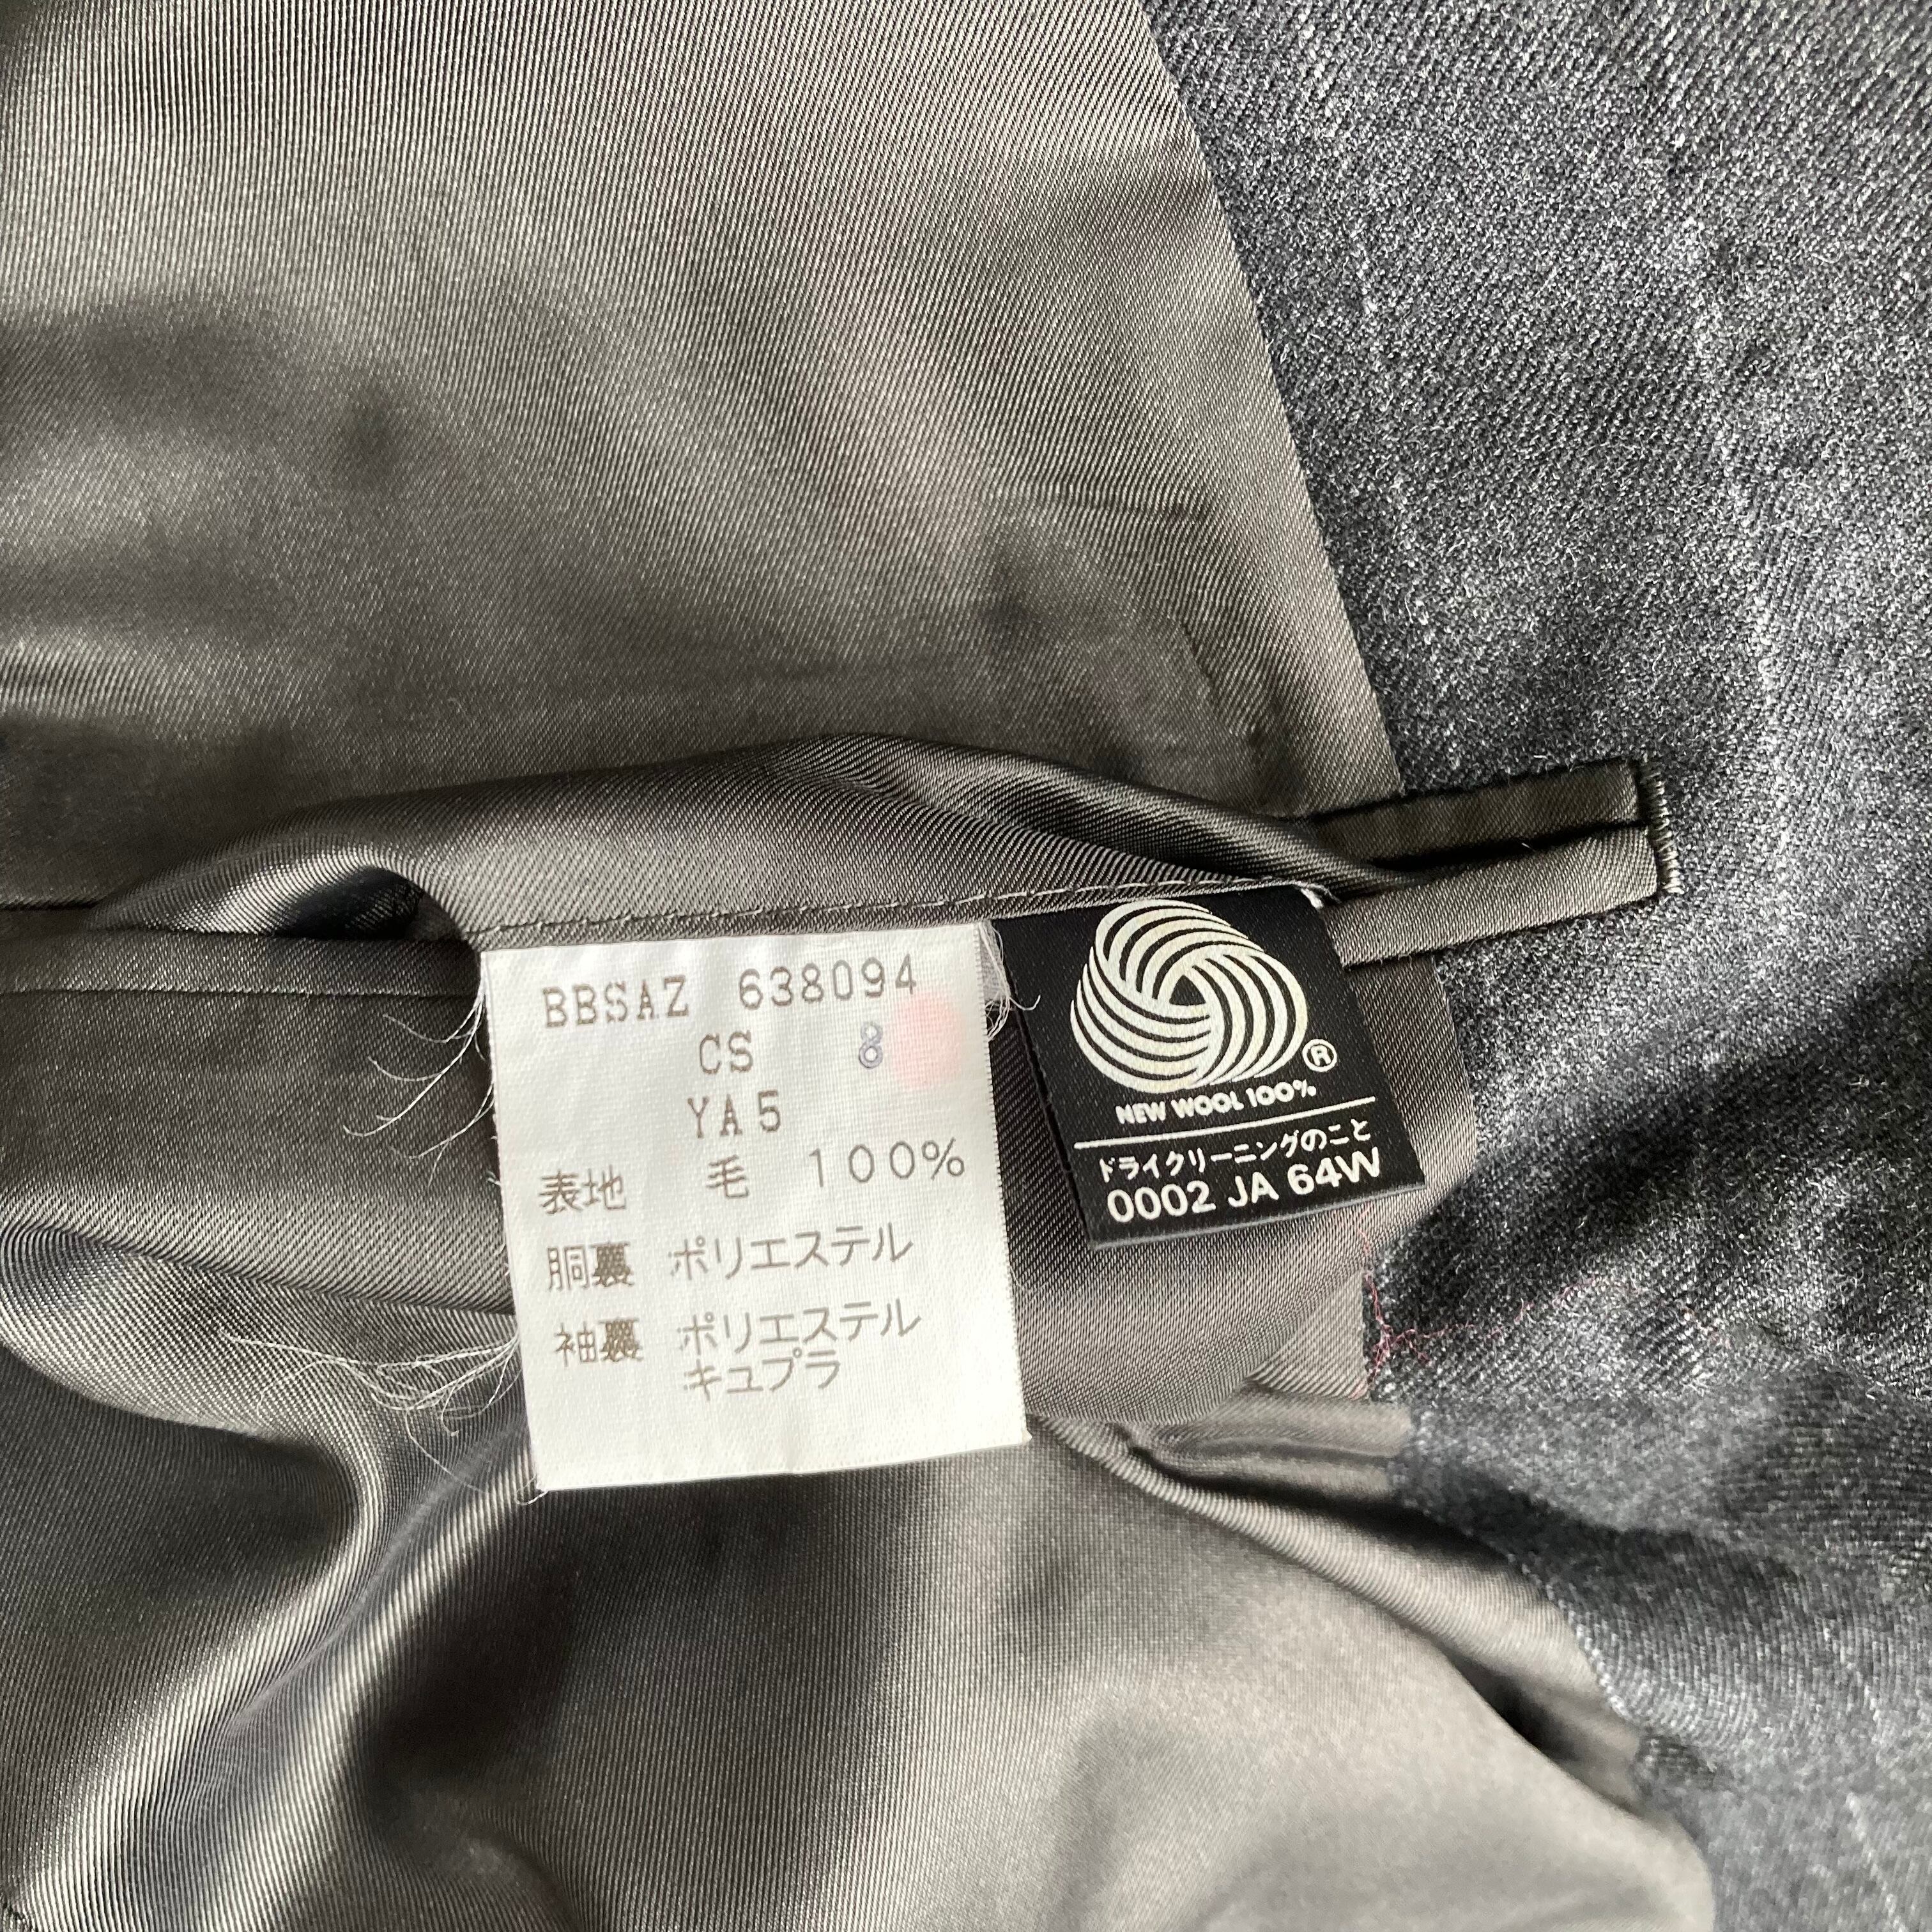 BBSAZ 638094
CS 8
YA5
表地 毛 100%
胴裏 ポリエステル
袖裏 ポリエステル
キュプラ
NEW WOOL 100%
ドライクリーニングのこと
0002 JA 64W